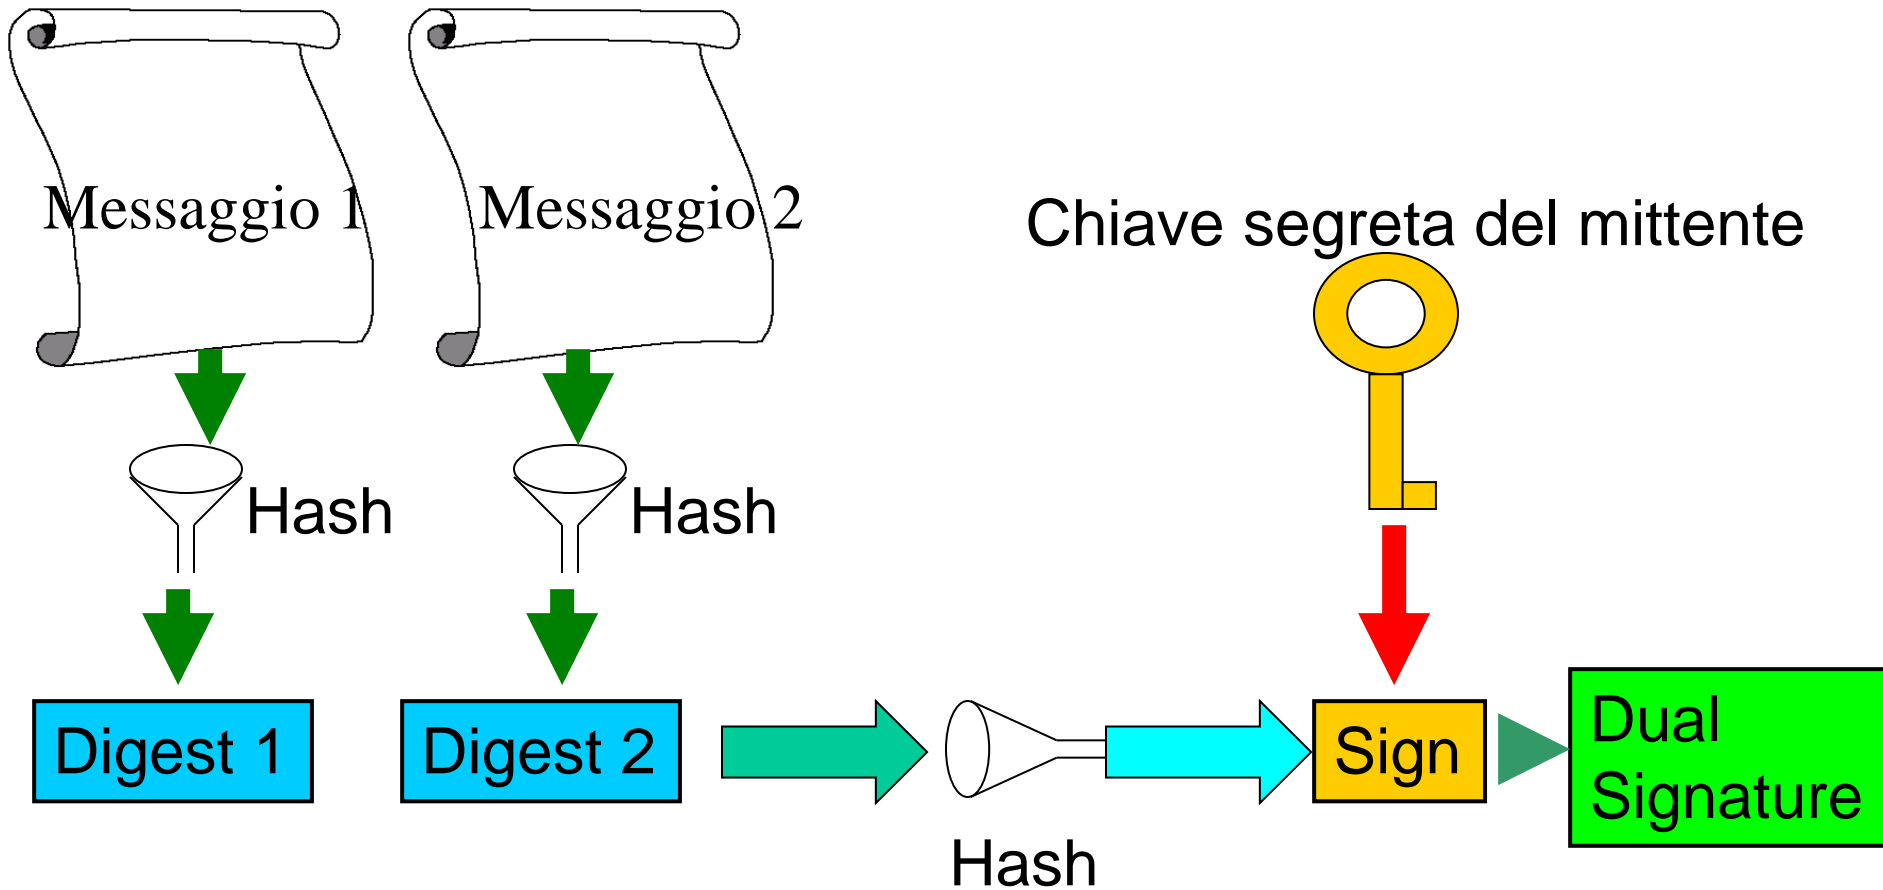 Messaggio 1
Messaggio 2
Chiave segreta del mittente
Hash
Hash
Digest 1
Digest 2
Hash
Sign
Dual
Signature